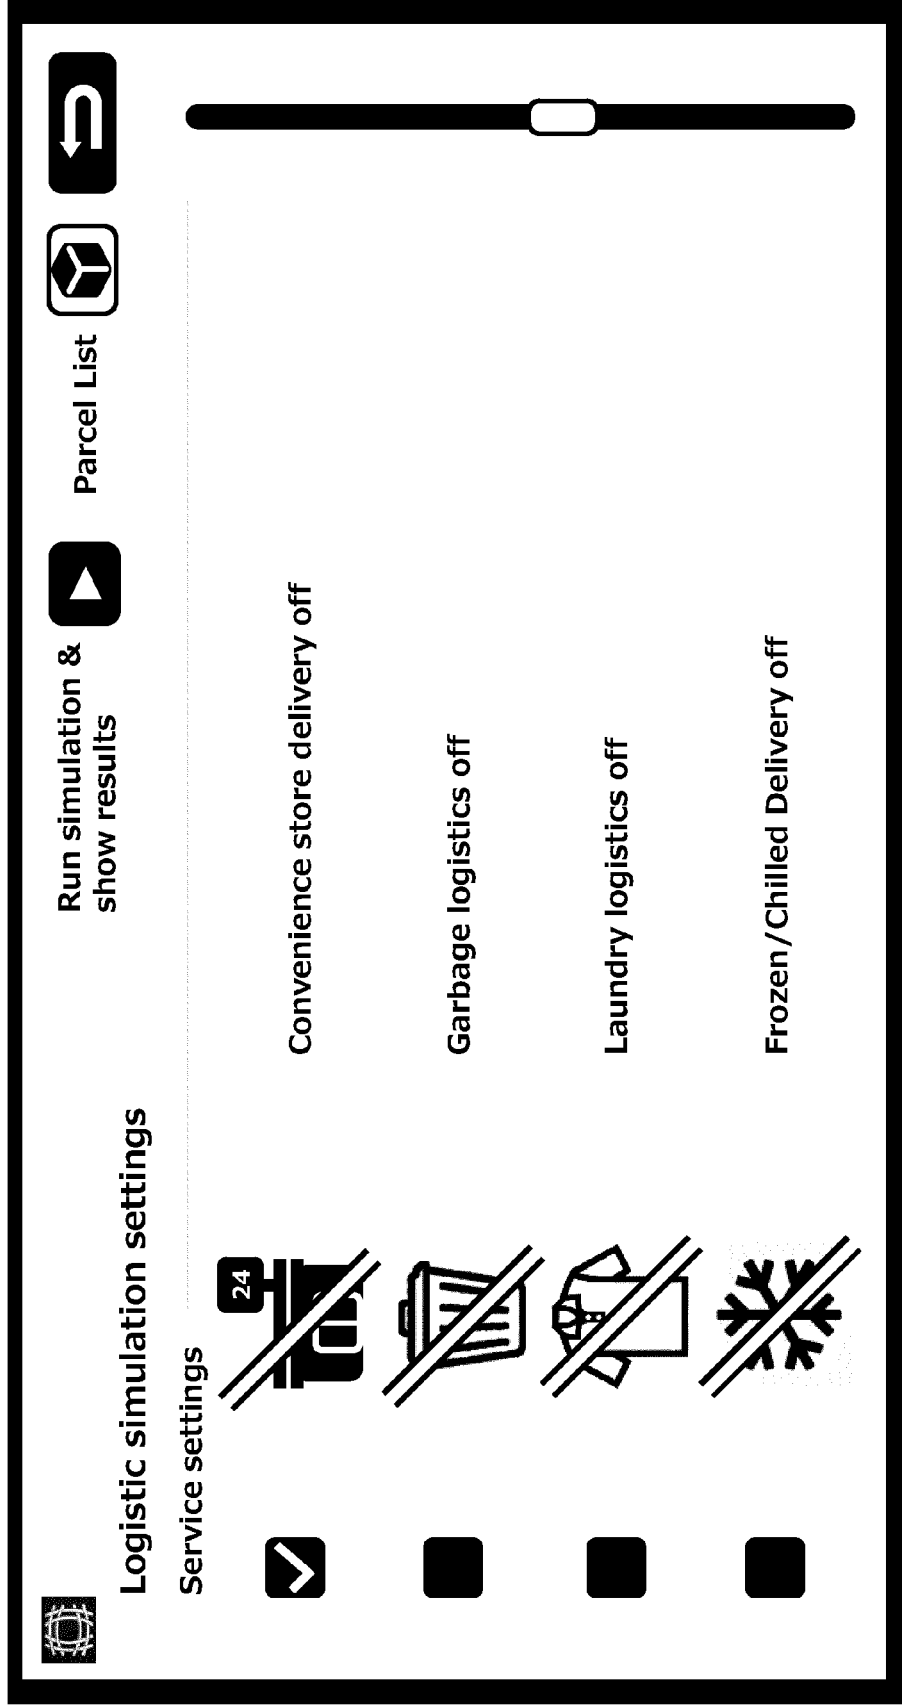 Logistic simulation settings
Run simulation &
show results
Parcel List
Service settings
24
Convenience store delivery off
Garbage logistics off
Laundry logistics off
Frozen/Chilled Delivery off